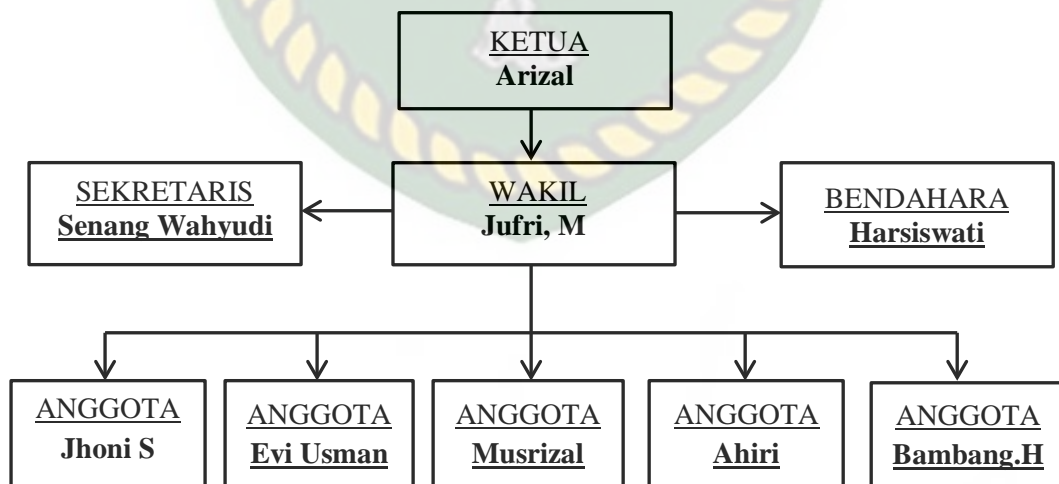 KETUA
Arizal
SEKRETARIS
Senang Wahyudi
WAKIL
Jufri, M
BENDAHARA
Harsiswati
ANGGOTA
Jhoni S
ANGGOTA
Evi Usman
ANGGOTA
Musrizal
ANGGOTA
Ahiri
ANGGOTA
Bambang.H